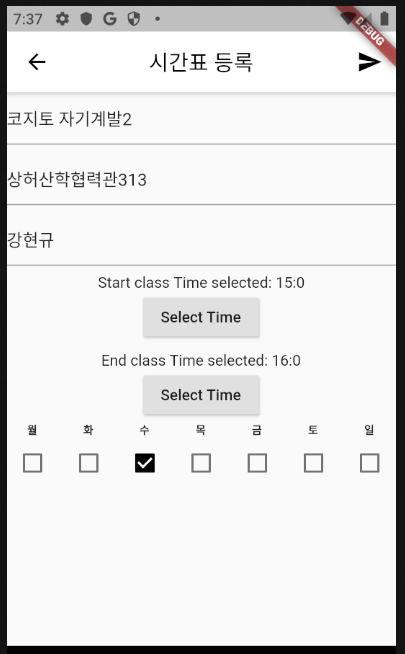 7:37
DEBUG
시간표 등록
코지토 자기계발2
상허산학협력관313
강현규
Start class Time selected: 15:0
Select Time
End class Time selected: 16:0
Select Time
월 화 수 목 금 토 일